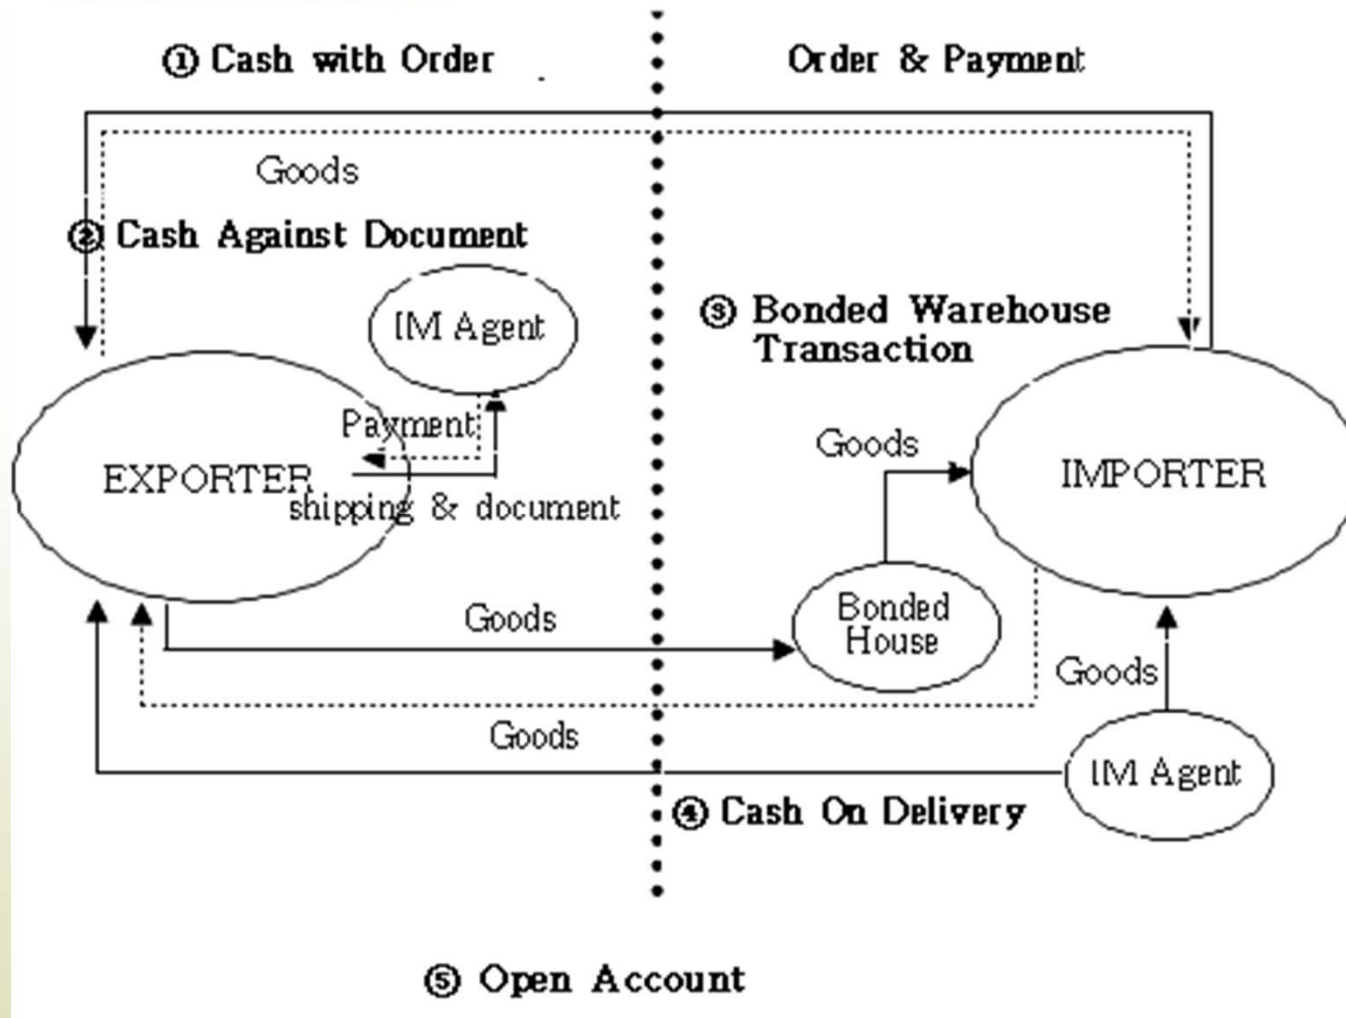 ① Cash with Order
Order & Payment
Goods
② Cash Against Document
IM Agent
③ Bonded Warehouse
Transaction
Payment
Goods
EXPORTER
IMPORTER
shipping & document
Goods
Bonded
House
Goods
Goods
IM Agent
④ Cash On Delivery
⑤ Open Account